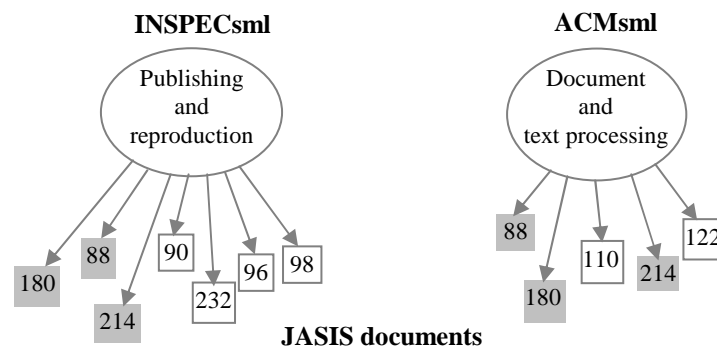 INSPECsml
ACMsml
Publishing
and
reproduction
Document
and
text processing
88
90
180
214
232
96
98
88
180
110
214
122
JASIS documents